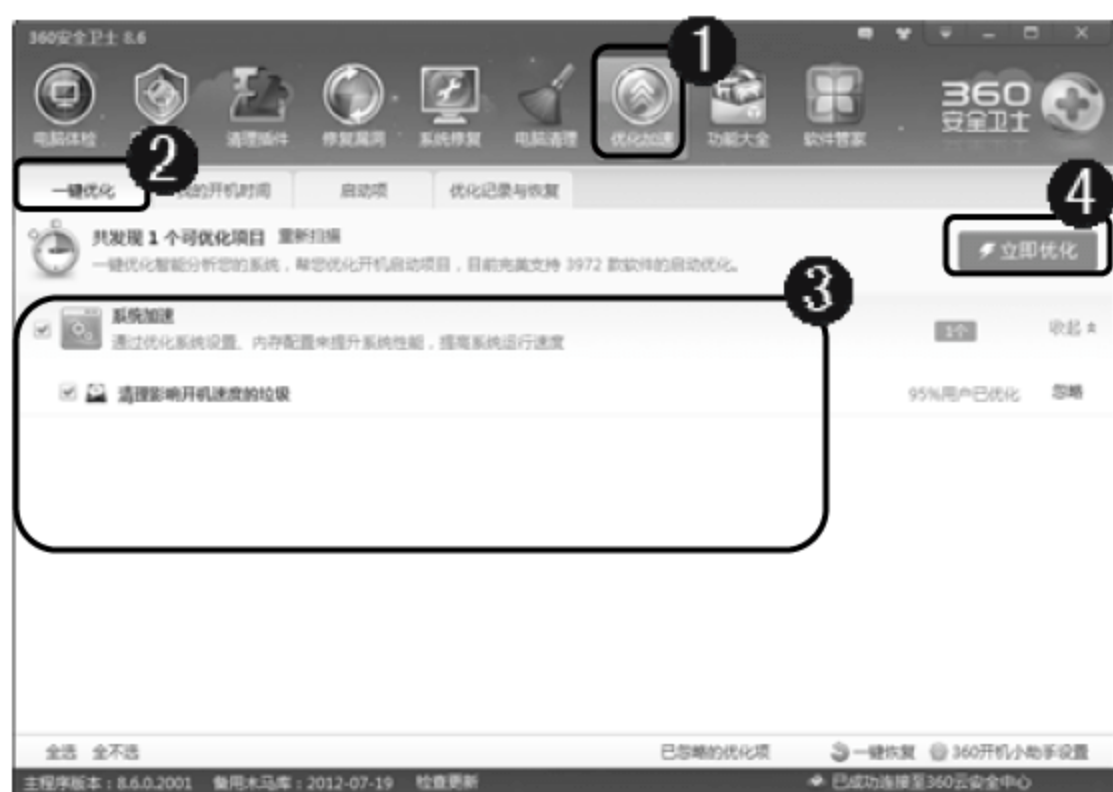 360安全卫士 8.6
电脑体检 清理插件 修复漏洞 系统修复 电脑清理 优化加速 功能大全 软件管家
360
安全卫士
1
2
3
4
一键优化 的开机时间 启动项 优化记录与恢复
共发现 1 个可优化项目 重新扫描
一键优化智能分析您的系统，帮您优化开机启动项目，目前完美支持 3972 款软件的启动优化。
立即优化
系统加速
通过优化系统设置、内存配置来提升系统性能，提高系统运行速度
1个 收起
清理影响开机速度的垃圾 95%用户已优化 忽略
全选 全不选 已忽略的优化项 一键恢复 360开机小助手设置
主程序版本：8.6.0.2001 备用木马库：2012-07-19 检查更新 已成功连接至360云安全中心